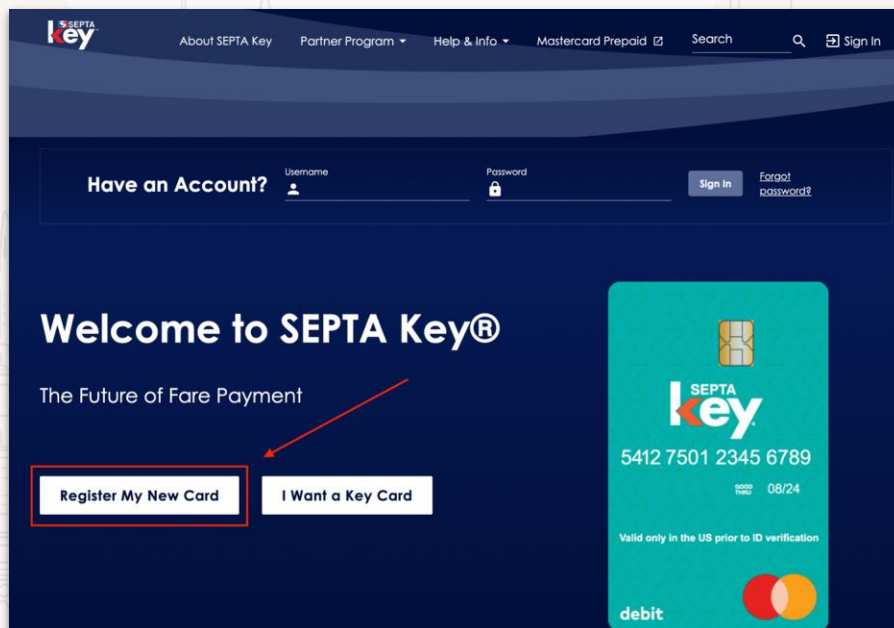 SEPTA
key
About SEPTA Key
Partner Program
Help & Info
Mastercard Prepaid
Search
Sign In
Have an Account?
Username
Password
Sign In
Forgot
password?
Welcome to SEPTA Key®
The Future of Fare Payment
Register My New Card
I Want a Key Card
SEPTA
key
5412 7501 2345 6789
GOOD
THRU
08/24
Valid only in the US prior to ID verification
debit